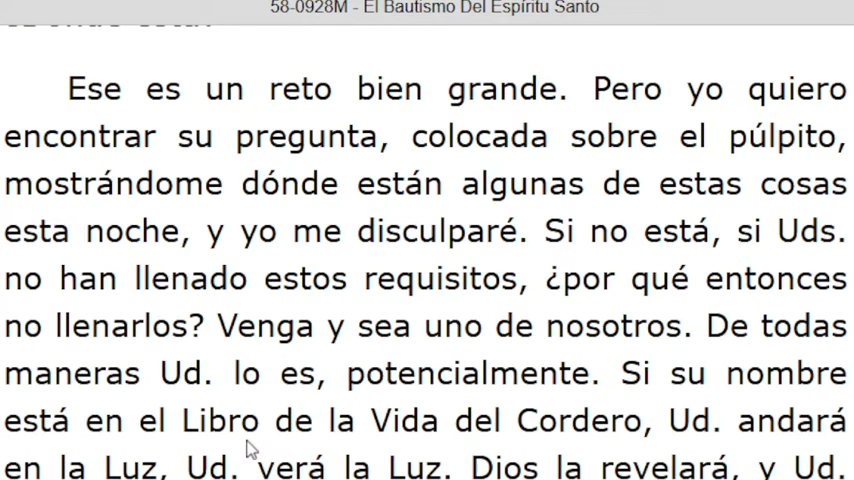 58-0928M - El Bautismo Del Espíritu Santo
Ese es un reto bien grande. Pero yo quiero
encontrar su pregunta, colocada sobre el púlpito,
mostrándome dónde están algunas de estas cosas
esta noche, y yo me disculparé. Si no está, si Uds.
no han llenado estos requisitos, ¿por qué entonces
no llenarlos? Venga y sea uno de nosotros. De todas
maneras Ud. lo es, potencialmente. Si su nombre
está en el Libro de la Vida del Cordero, Ud. andará
en la Luz, Ud. verá la Luz. Dios la revelará, y Ud.